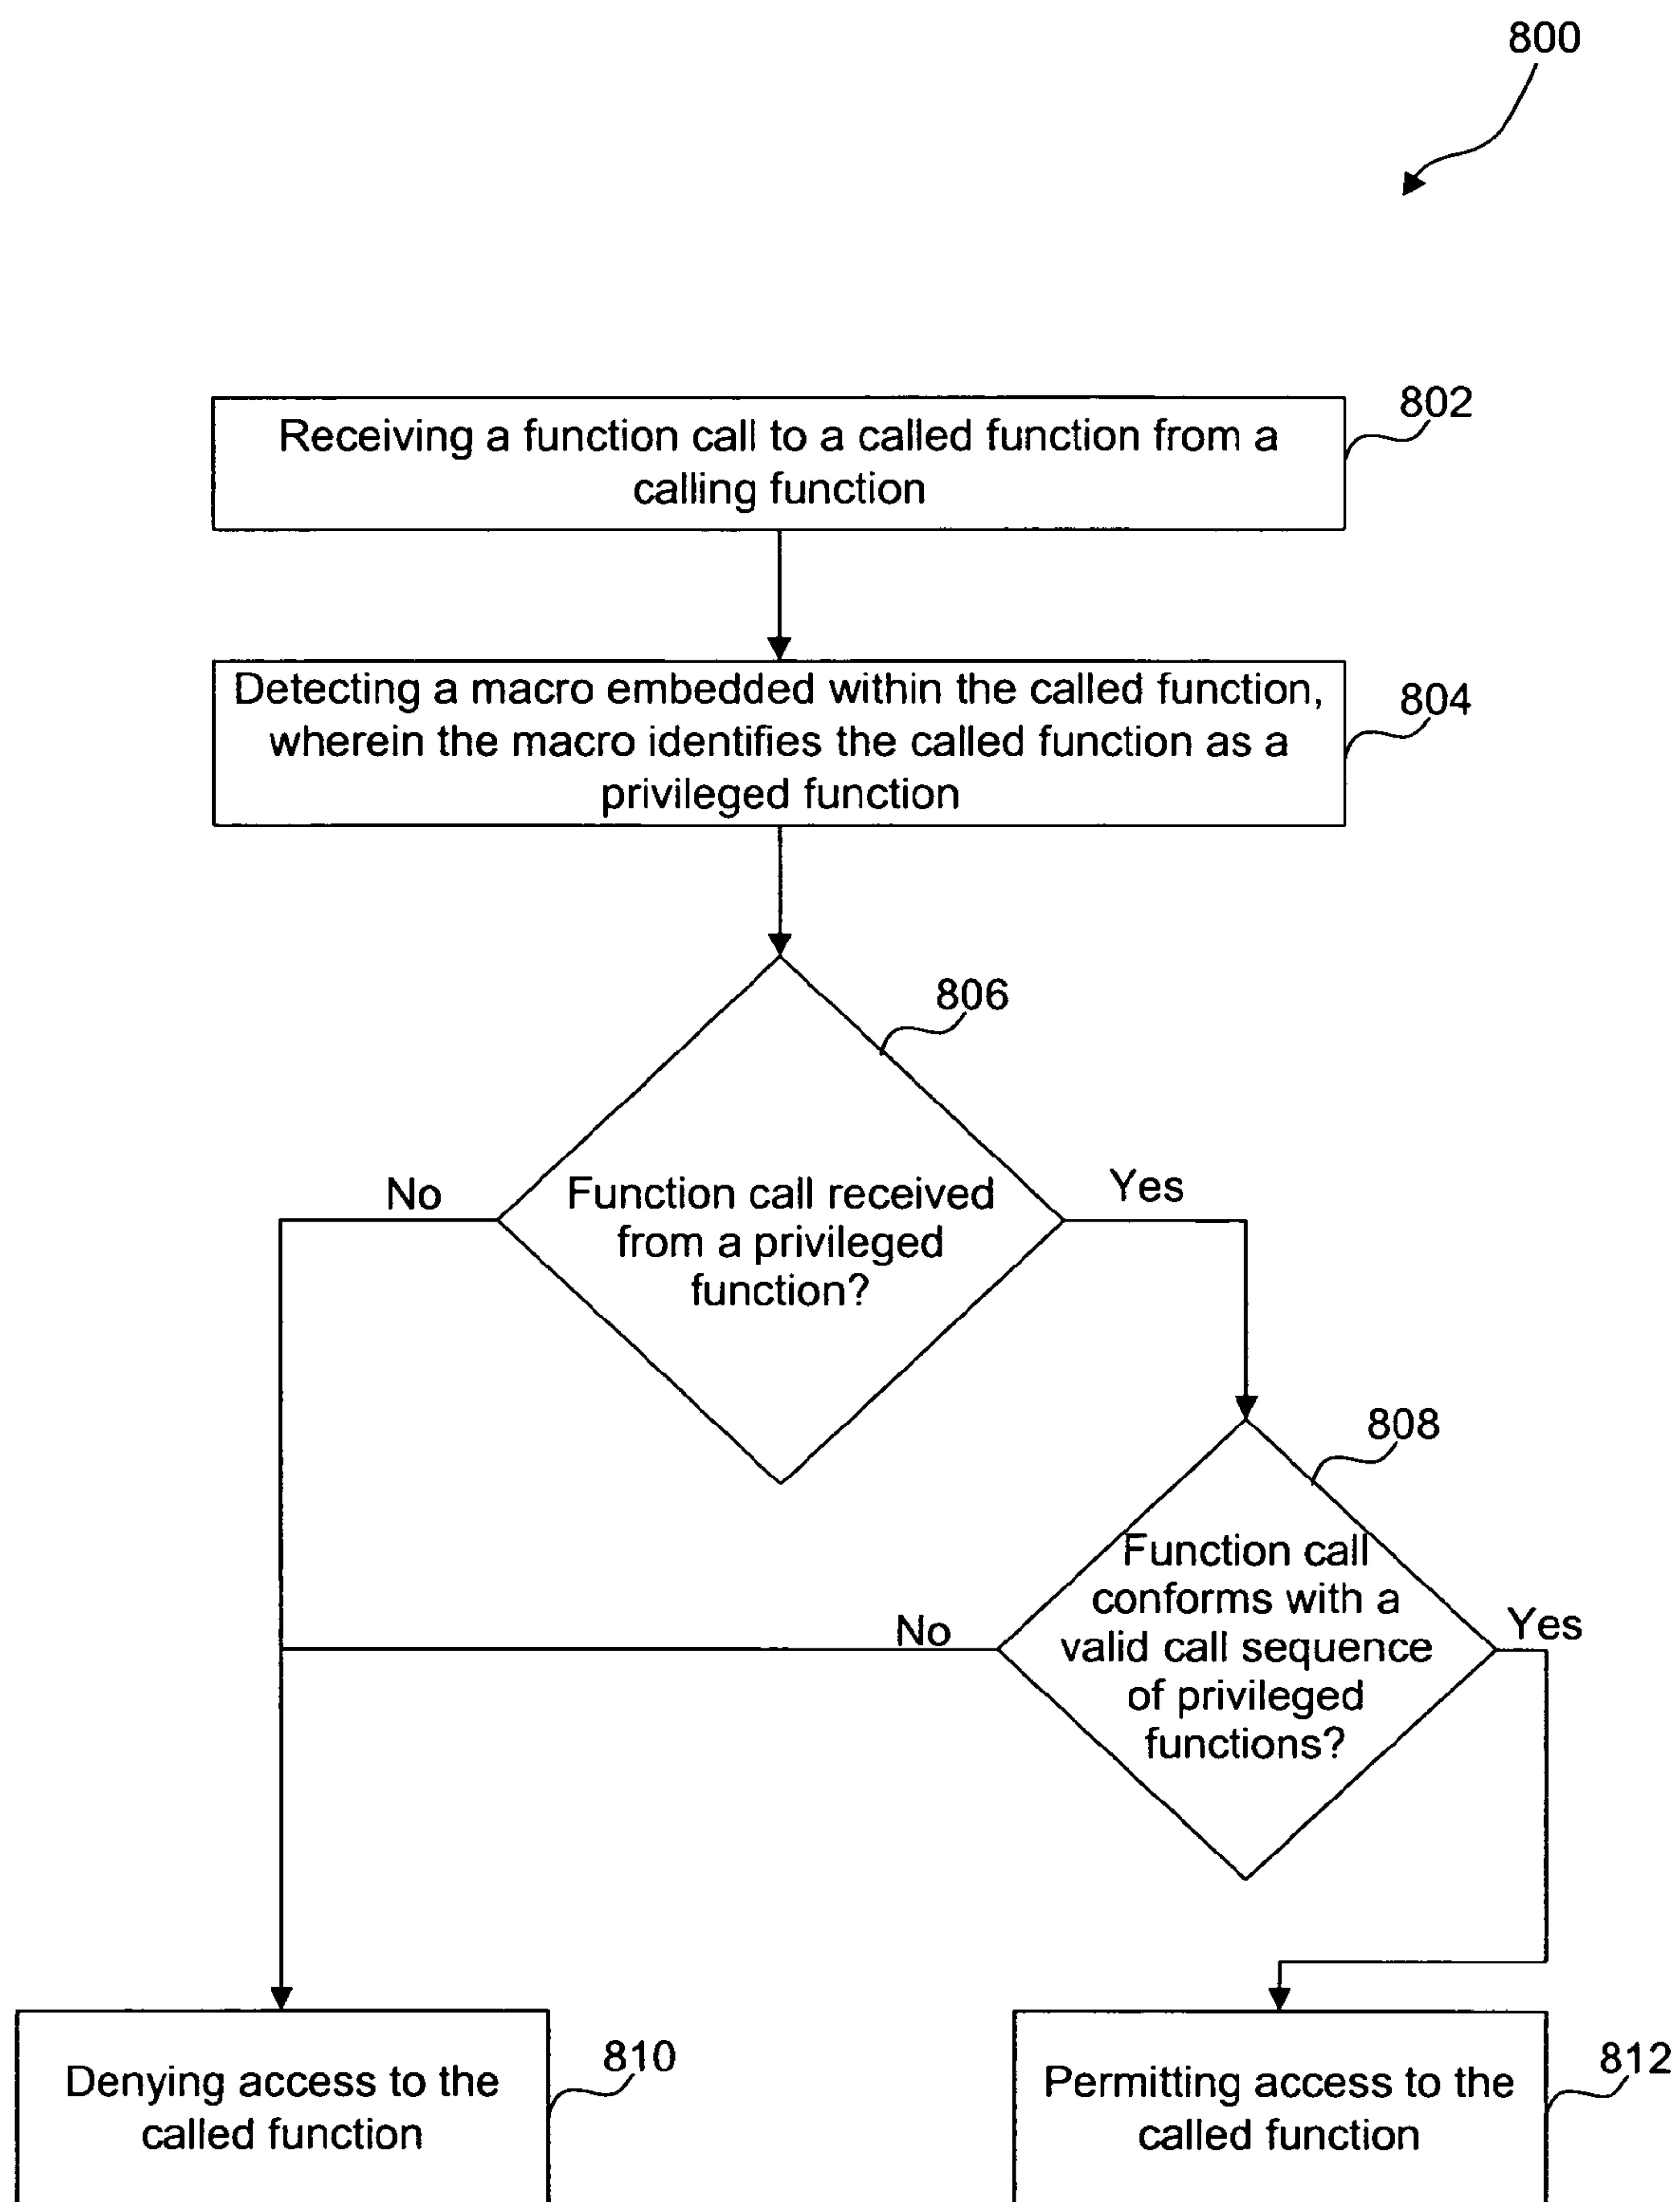 800
Receiving a function call to a called function from a
calling function
802
Detecting a macro embedded within the called function,
wherein the macro identifies the called function as a
privileged function
804
806
No
Function call received
from a privileged
function?
Yes
808
Function call
conforms with a
valid call sequence
of privileged
functions?
No
Yes
Denying access to the
called function
810
Permitting access to the
called function
812